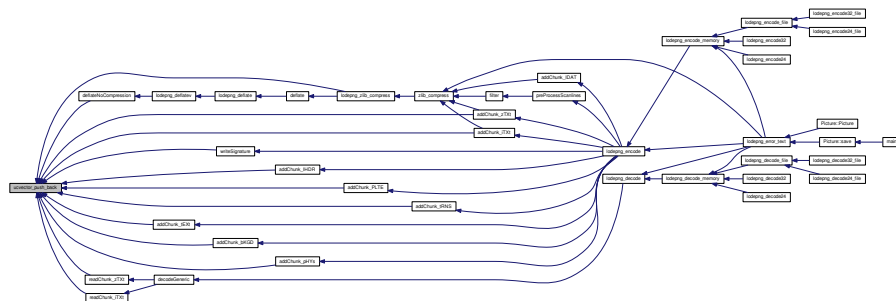 lodepng_encode32_file
lodepng_encode_file
lodepng_encode24_file
lodepng_encode_memory
lodepng_encode32
lodepng_encode24
addChunk_IDAT
deflateNoCompression
lodepng_deflatev
lodepng_deflate
deflate
lodepng_zlib_compress
zlib_compress
filter
preProcessScanlines
addChunk_zTXt
Picture::Picture
addChunk_iTXt
lodepng_error_text
Picture::save
main
writeSignature
lodepng_encode
lodepng_decode_file
lodepng_decode32_file
addChunk_IHDR
lodepng_decode
lodepng_decode_memory
lodepng_decode32
lodepng_decode24_file
ucvector_push_back
addChunk_PLTE
lodepng_decode24
addChunk_tRNS
addChunk_tEXt
addChunk_bKGD
addChunk_pHYs
readChunk_zTXt
decodeGeneric
readChunk_iTXt